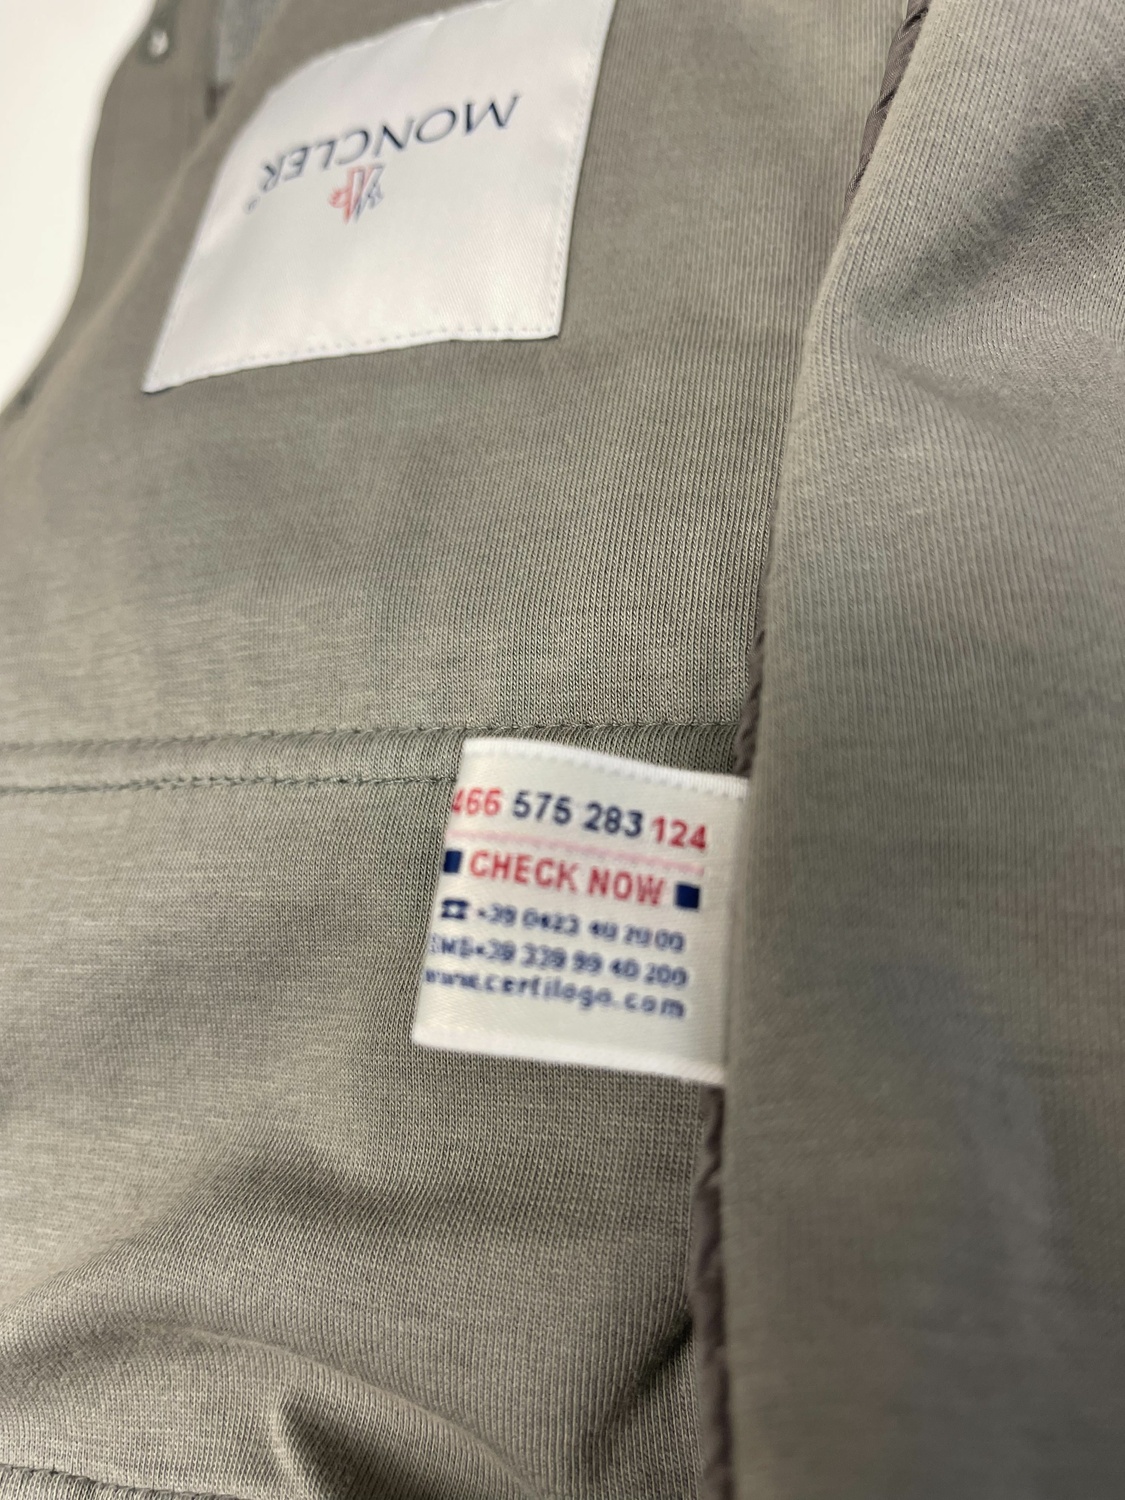 MONCLER®
466 575 283 124
CHECK NOW
+39 0423 40 20 00
SMS+39 339 99 40 200
www.certilogo.com